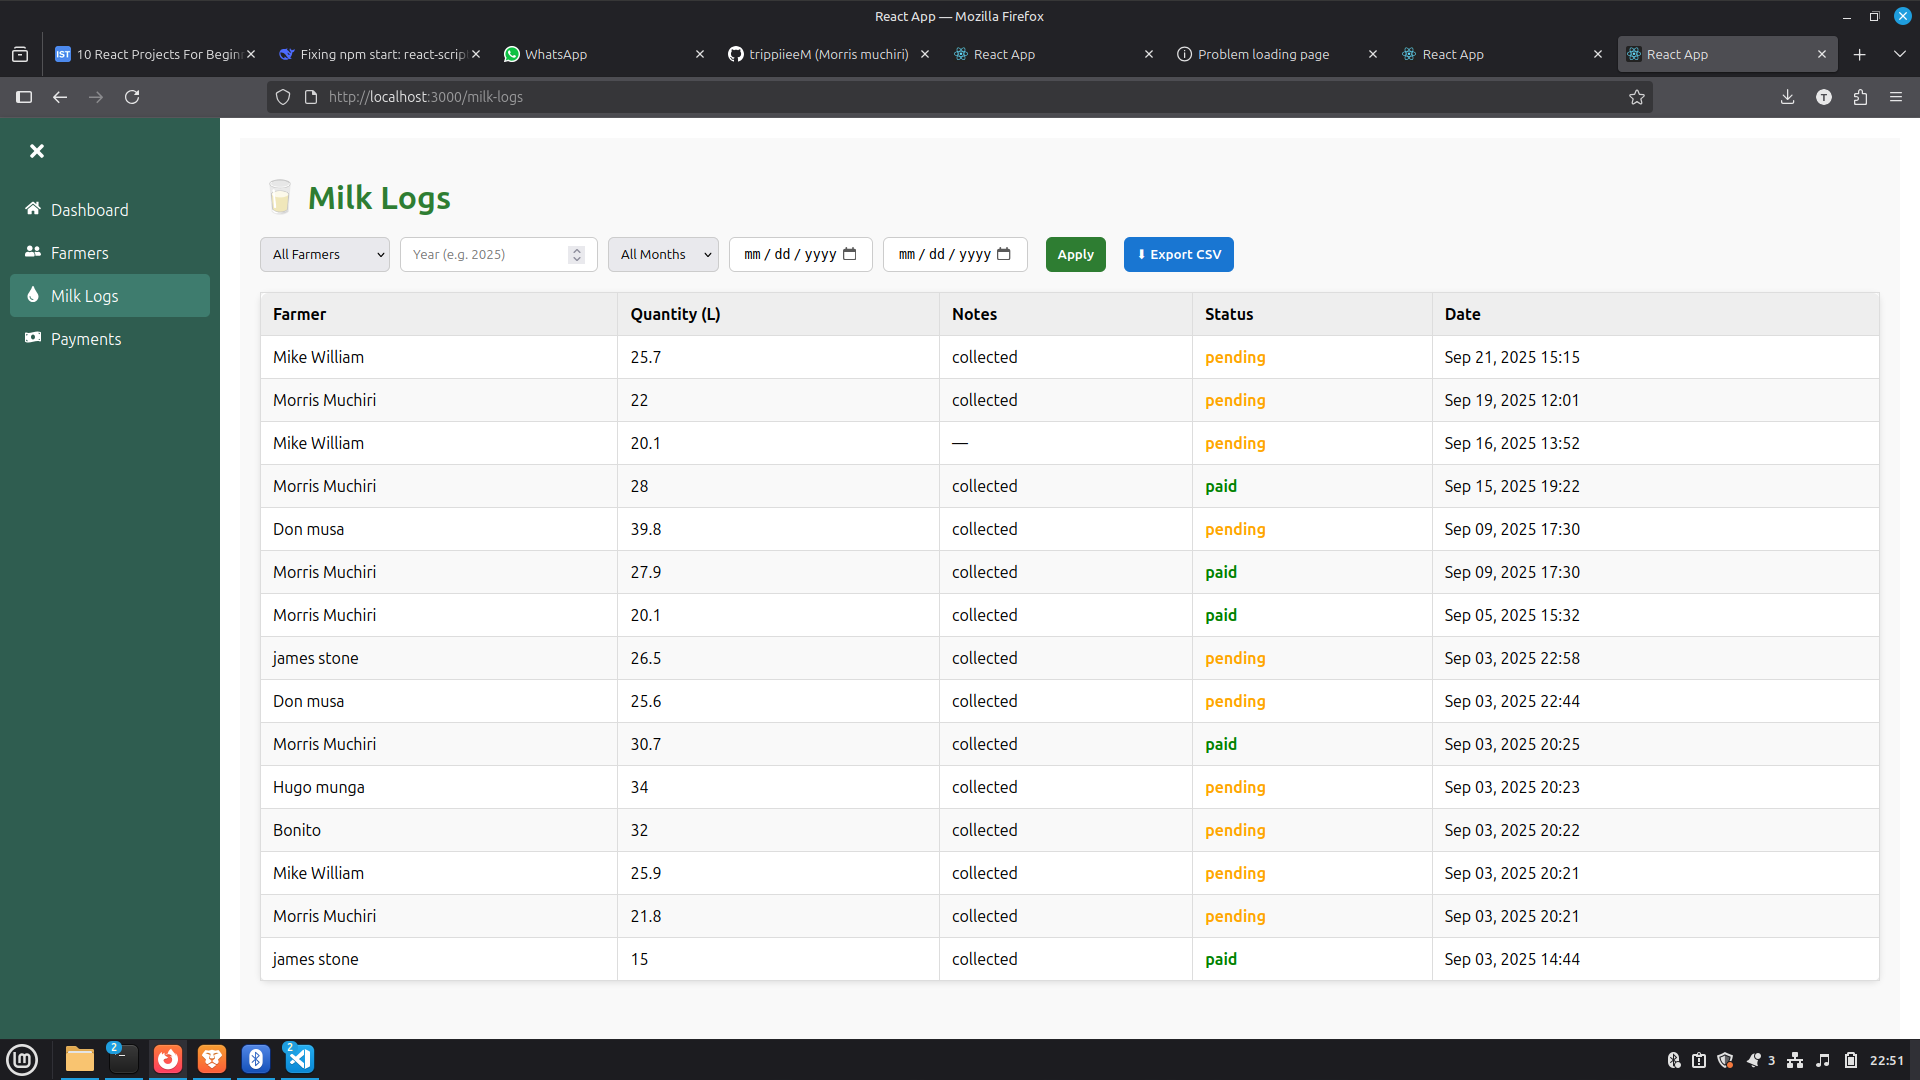 React App — Mozilla Firefox
IST 10 React Projects For Begin
Fixing npm start: react-scrip
WhatsApp
trippiieeM (Morris muchiri)
React App
Problem loading page
React App
React App
http://localhost:3000/milk-logs
T
Dashboard
Farmers
Milk Logs
Payments
Milk Logs
All Farmers
Year (e.g. 2025)
All Months
mm/dd/yyyy
mm/dd/yyyy
Apply
⬇ Export CSV
Farmer Quantity (L) Notes Status Date
Mike William 25.7 collected pending Sep 21, 2025 15:15
Morris Muchiri 22 collected pending Sep 19, 2025 12:01
Mike William 20.1 — pending Sep 16, 2025 13:52
Morris Muchiri 28 collected paid Sep 15, 2025 19:22
Don musa 39.8 collected pending Sep 09, 2025 17:30
Morris Muchiri 27.9 collected paid Sep 09, 2025 17:30
Morris Muchiri 20.1 collected paid Sep 05, 2025 15:32
james stone 26.5 collected pending Sep 03, 2025 22:58
Don musa 25.6 collected pending Sep 03, 2025 22:44
Morris Muchiri 30.7 collected paid Sep 03, 2025 20:25
Hugo munga 34 collected pending Sep 03, 2025 20:23
Bonito 32 collected pending Sep 03, 2025 20:22
Mike William 25.9 collected pending Sep 03, 2025 20:21
Morris Muchiri 21.8 collected pending Sep 03, 2025 20:21
james stone 15 collected paid Sep 03, 2025 14:44
2
2
3
22:51